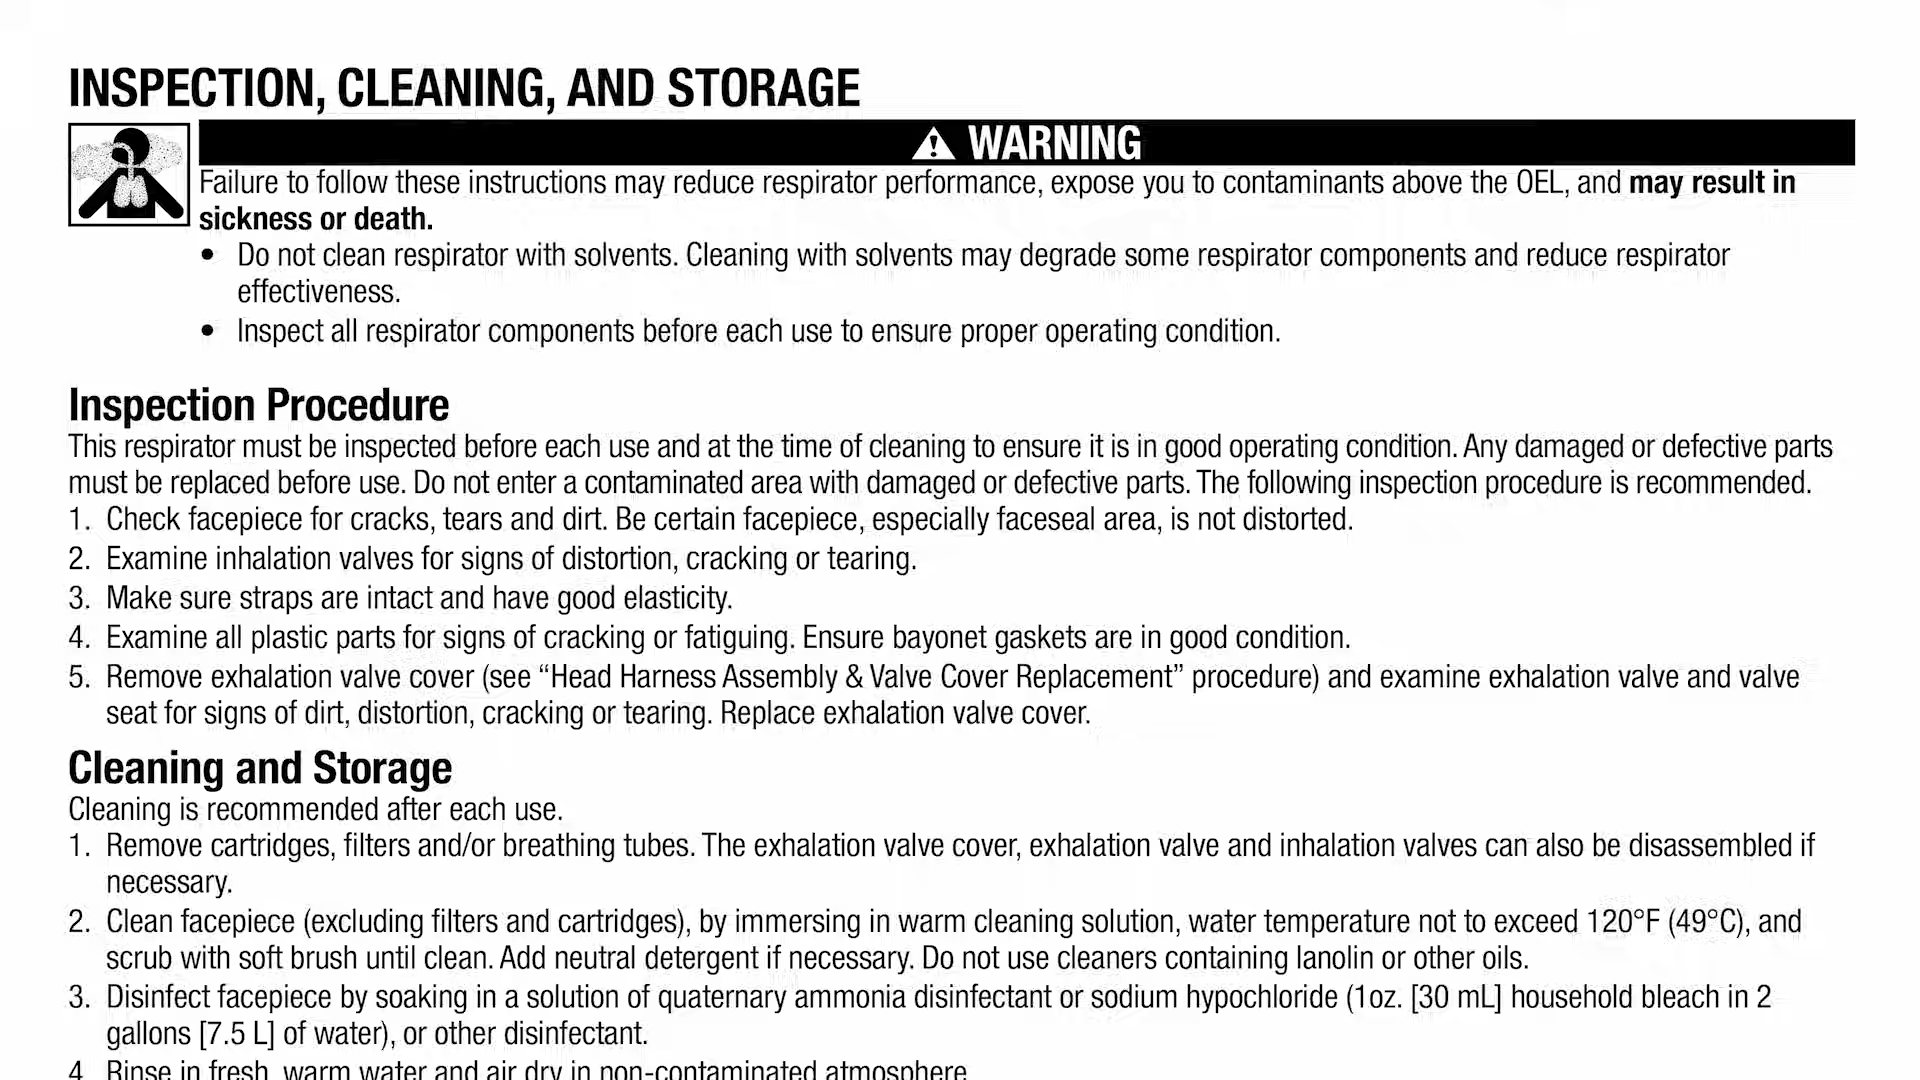 INSPECTION, CLEANING, AND STORAGE
⚠ WARNING
Failure to follow these instructions may reduce respirator performance, expose you to contaminants above the OEL, and may result in
sickness or death.
• Do not clean respirator with solvents. Cleaning with solvents may degrade some respirator components and reduce respirator
effectiveness.
• Inspect all respirator components before each use to ensure proper operating condition.
Inspection Procedure
This respirator must be inspected before each use and at the time of cleaning to ensure it is in good operating condition. Any damaged or defective parts
must be replaced before use. Do not enter a contaminated area with damaged or defective parts. The following inspection procedure is recommended.
1. Check facepiece for cracks, tears and dirt. Be certain facepiece, especially faceseal area, is not distorted.
2. Examine inhalation valves for signs of distortion, cracking or tearing.
3. Make sure straps are intact and have good elasticity.
4. Examine all plastic parts for signs of cracking or fatiguing. Ensure bayonet gaskets are in good condition.
5. Remove exhalation valve cover (see “Head Harness Assembly & Valve Cover Replacement” procedure) and examine exhalation valve and valve
seat for signs of dirt, distortion, cracking or tearing. Replace exhalation valve cover.
Cleaning and Storage
Cleaning is recommended after each use.
1. Remove cartridges, filters and/or breathing tubes. The exhalation valve cover, exhalation valve and inhalation valves can also be disassembled if
necessary.
2. Clean facepiece (excluding filters and cartridges), by immersing in warm cleaning solution, water temperature not to exceed 120°F (49°C), and
scrub with soft brush until clean. Add neutral detergent if necessary. Do not use cleaners containing lanolin or other oils.
3. Disinfect facepiece by soaking in a solution of quaternary ammonia disinfectant or sodium hypochloride (1oz. [30 mL] household bleach in 2
gallons [7.5 L] of water), or other disinfectant.
4. Rinse in fresh, warm water and air dry in non-contaminated atmosphere